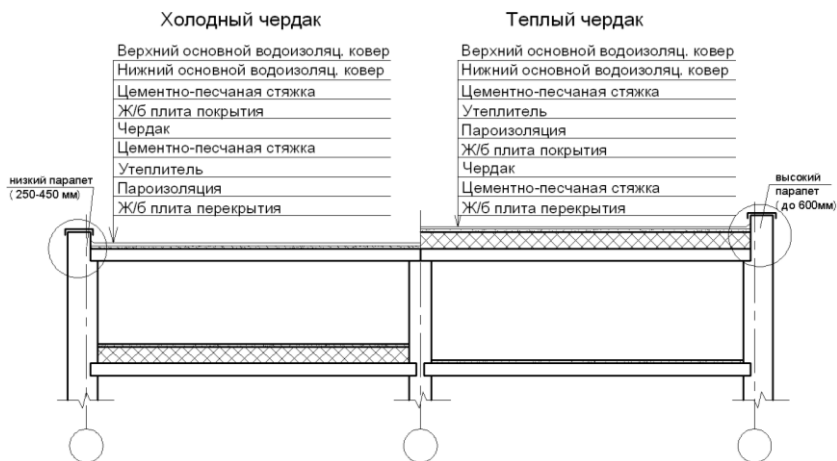 Холодный чердак
Верхний основной водоизоляц. ковер
Нижний основной водоизоляц. ковер
Цементно-песчаная стяжка
Ж/б плита покрытия
Чердак
Цементно-песчаная стяжка
Утеплитель
Пароизоляция
Ж/б плита перекрытия
низкий парапет
( 250-450 мм)
Теплый чердак
Верхний основной водоизоляц. ковер
Нижний основной водоизоляц. ковер
Цементно-песчаная стяжка
Утеплитель
Пароизоляция
Ж/б плита покрытия
Чердак
Цементно-песчаная стяжка
Ж/б плита перекрытия
высокий
парапет
( до 600мм)